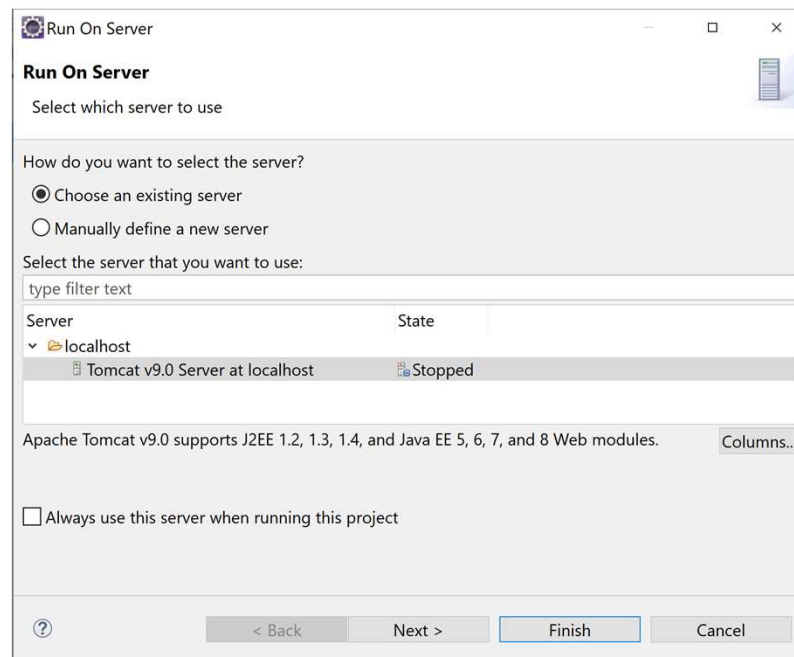 Run On Server
Run On Server
Select which server to use
How do you want to select the server?
Choose an existing server
Manually define a new server
Select the server that you want to use:
type filter text
Server State
localhost
Tomcat v9.0 Server at localhost Stopped
Apache Tomcat v9.0 supports J2EE 1.2, 1.3, 1.4, and Java EE 5, 6, 7, and 8 Web modules. Columns..
Always use this server when running this project
? < Back Next > Finish Cancel